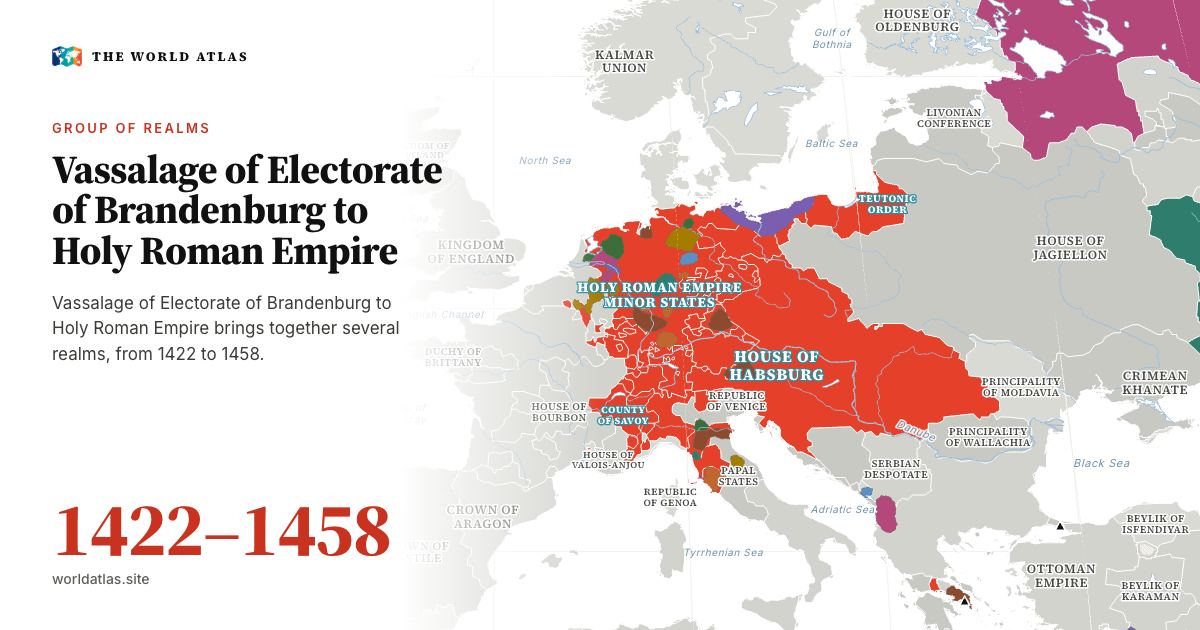 THE WORLD ATLAS
GROUP OF REALMS
Vassalage of Electorate
of Brandenburg to
Holy Roman Empire
Vassalage of Electorate of Brandenburg to
Holy Roman Empire brings together several
realms, from 1422 to 1458.
1422–1458
worldatlas.site
HOUSE OF
OLDENBURG
Gulf of
Bothnia
KALMAR
UNION
LIVONIAN
CONFERENCE
North Sea
Baltic Sea
TEUTONIC
ORDER
KINGDOM
OF ENGLAND
HOUSE OF
JAGIELLON
HOLY ROMAN EMPIRE
MINOR STATES
Channel
DUCHY OF
BRITTANY
HOUSE OF
HABSBURG
PRINCIPALITY
OF MOLDAVIA
CRIMEAN
KHANATE
REPUBLIC
OF VENICE
HOUSE OF
BOURBON
COUNTY
OF SAVOY
Danube
PRINCIPALITY
OF WALLACHIA
HOUSE OF
VALOIS-ANJOU
PAPAL
STATES
SERBIAN
DESPOTATE
Black Sea
REPUBLIC
OF GENOA
CROWN OF
ARAGON
Adriatic Sea
BEYLIK OF
ISFENDIYAR
Tyrrhenian Sea
OTTOMAN
EMPIRE
BEYLIK OF
KARAMAN